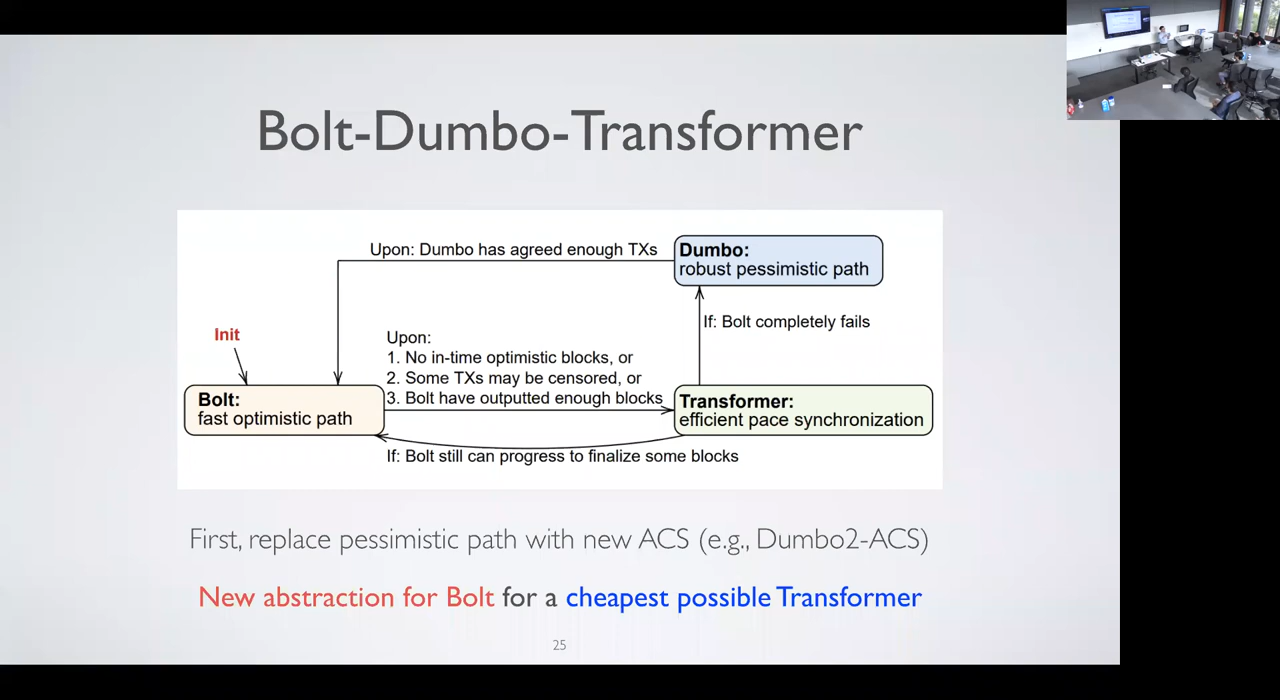 Bolt-Dumbo-Transformer
Upon: Dumbo has agreed enough TXs
Dumbo:
robust pessimistic path
Init
If: Bolt completely fails
Upon:
1. No in-time optimistic blocks, or
2. Some TXs may be censored, or
3. Bolt have outputted enough blocks
Bolt:
fast optimistic path
Transformer:
efficient pace synchronization
If: Bolt still can progress to finalize some blocks
First, replace pessimistic path with new ACS (e.g., Dumbo2-ACS)
New abstraction for Bolt for a cheapest possible Transformer
25